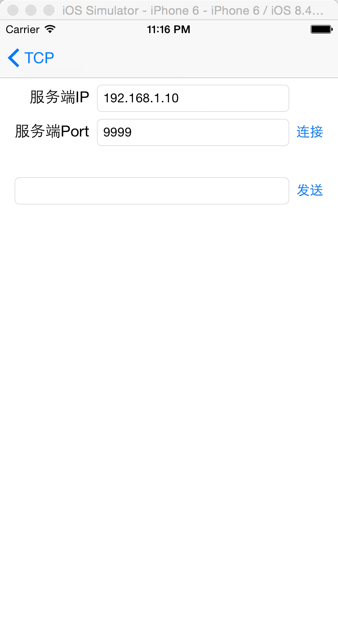 iOS Simulator - iPhone 6 - iPhone 6 / iOS 8.4...
Carrier 11:16 PM
TCP
服务端IP 192.168.1.10
服务端Port 9999 连接
发送